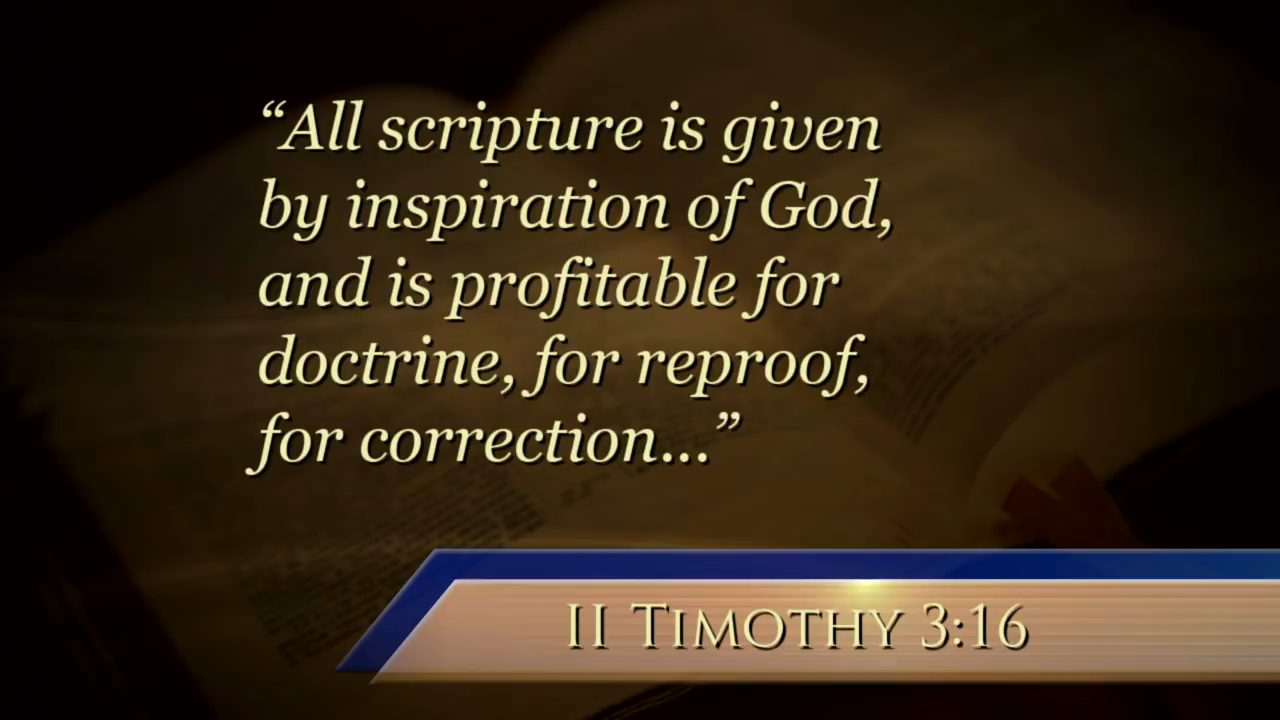 “All scripture is given
by inspiration of God,
and is profitable for
doctrine, for reproof,
for correction...”
II Timothy 3:16